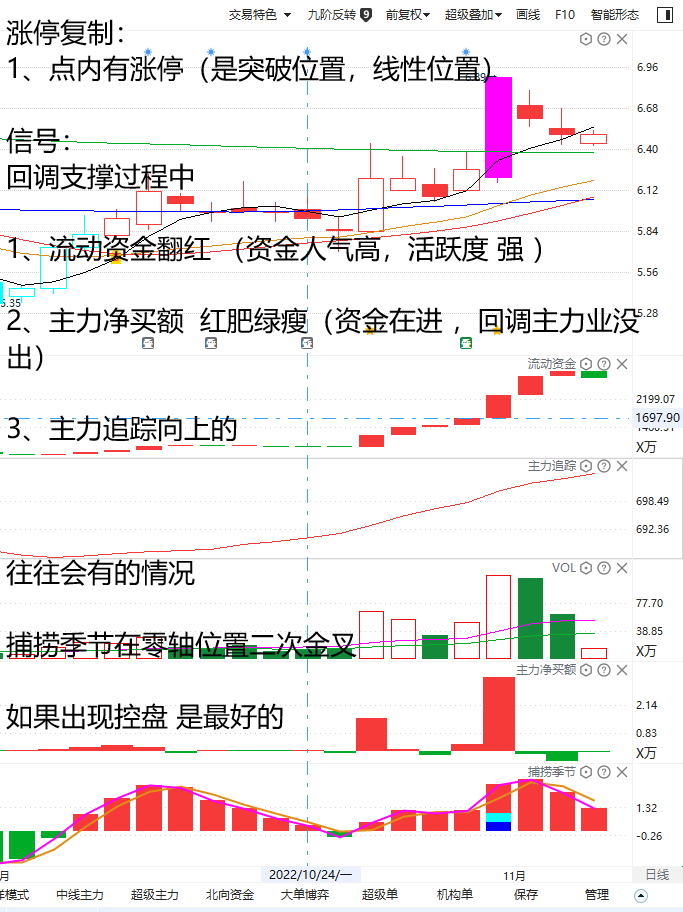 交易特色 九阶反转 9 前复权 超级叠加 画线 F10 智能形态
涨停复制：
1、点内有涨停（是突破位置，线性位置）
6.96
6.68
信号：
6.40
回调支撑过程中
6.12
5.84
1、流动资金翻红 （资金人气高，活跃度 强 ）
5.56
5.35
5.28
2、主力净买额 红肥绿瘦（资金在进 ，回调主力业没
出）
流动资金
2199.07
1697.90
3、主力追踪向上的
X万
主力追踪
698.49
692.36
往往会有的情况
VOL
77.70
38.85
捕捞季节在零轴位置二次金叉
X万
主力净买额
2.14
如果出现控盘 是最好的
0.83
X万
捕捞季节
1.32
-0.26
月 2022/10/24/一 11月 日线
样模式 中线主力 超级主力 北向资金 大单博弈 超级单 机构单 保存 管理